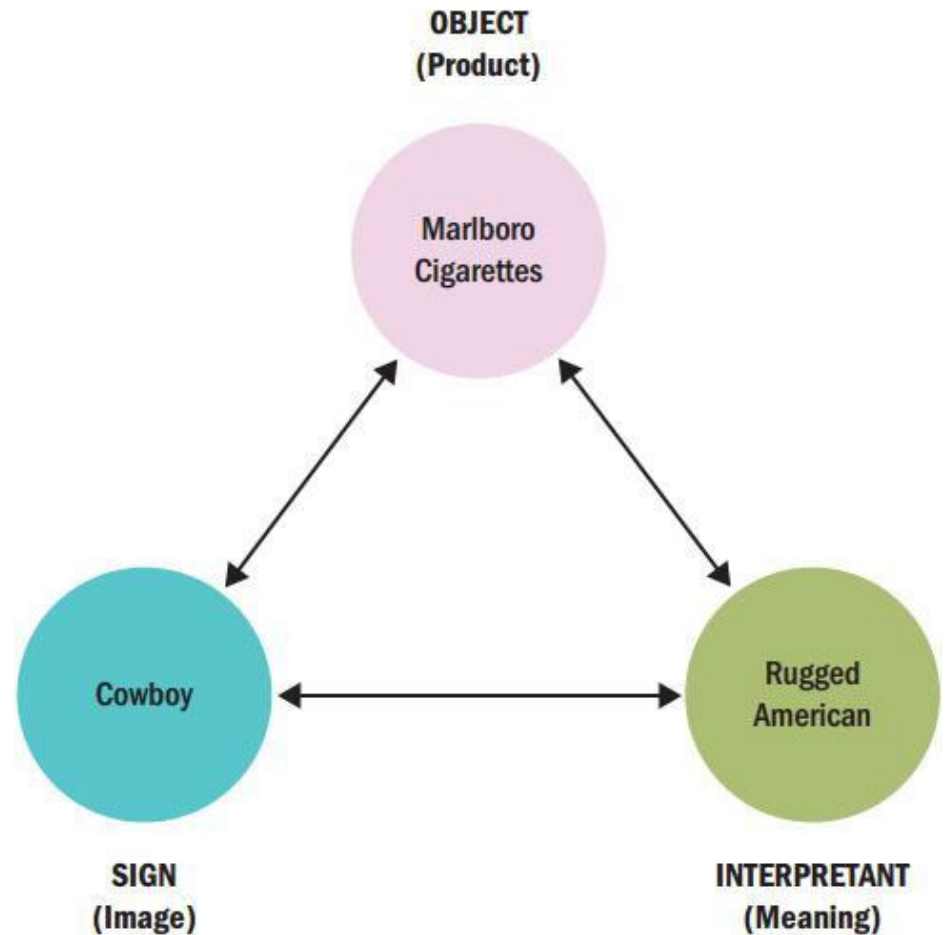 OBJECT
(Product)
Marlboro
Cigarettes
Cowboy
Rugged
American
SIGN
(Image)
INTERPRETANT
(Meaning)